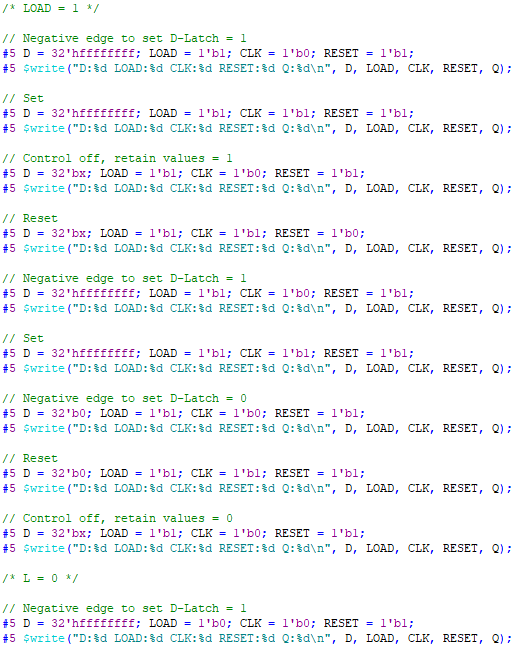 /* LOAD = 1 */
// Negative edge to set D-Latch = 1
#5 D = 32'hffffffff; LOAD = 1'b1; CLK = 1'b0; RESET = 1'b1;
#5 $write("D:%d LOAD:%d CLK:%d RESET:%d Q:%d\n", D, LOAD, CLK, RESET, Q);
// Set
#5 D = 32'hffffffff; LOAD = 1'b1; CLK = 1'b1; RESET = 1'b1;
#5 $write("D:%d LOAD:%d CLK:%d RESET:%d Q:%d\n", D, LOAD, CLK, RESET, Q);
// Control off, retain values = 1
#5 D = 32'bx; LOAD = 1'b1; CLK = 1'b0; RESET = 1'b1;
#5 $write("D:%d LOAD:%d CLK:%d RESET:%d Q:%d\n", D, LOAD, CLK, RESET, Q);
// Reset
#5 D = 32'bx; LOAD = 1'b1; CLK = 1'b1; RESET = 1'b0;
#5 $write("D:%d LOAD:%d CLK:%d RESET:%d Q:%d\n", D, LOAD, CLK, RESET, Q);
// Negative edge to set D-Latch = 1
#5 D = 32'hffffffff; LOAD = 1'b1; CLK = 1'b0; RESET = 1'b1;
#5 $write("D:%d LOAD:%d CLK:%d RESET:%d Q:%d\n", D, LOAD, CLK, RESET, Q);
// Set
#5 D = 32'hffffffff; LOAD = 1'b1; CLK = 1'b1; RESET = 1'b1;
#5 $write("D:%d LOAD:%d CLK:%d RESET:%d Q:%d\n", D, LOAD, CLK, RESET, Q);
// Negative edge to set D-Latch = 0
#5 D = 32'b0; LOAD = 1'b1; CLK = 1'b0; RESET = 1'b1;
#5 $write("D:%d LOAD:%d CLK:%d RESET:%d Q:%d\n", D, LOAD, CLK, RESET, Q);
// Reset
#5 D = 32'b0; LOAD = 1'b1; CLK = 1'b1; RESET = 1'b1;
#5 $write("D:%d LOAD:%d CLK:%d RESET:%d Q:%d\n", D, LOAD, CLK, RESET, Q);
// Control off, retain values = 0
#5 D = 32'bx; LOAD = 1'b1; CLK = 1'b0; RESET = 1'b1;
#5 $write("D:%d LOAD:%d CLK:%d RESET:%d Q:%d\n", D, LOAD, CLK, RESET, Q);
/* L = 0 */
// Negative edge to set D-Latch = 1
#5 D = 32'hffffffff; LOAD = 1'b0; CLK = 1'b0; RESET = 1'b1;
#5 $write("D:%d LOAD:%d CLK:%d RESET:%d Q:%d\n", D, LOAD, CLK, RESET, Q);